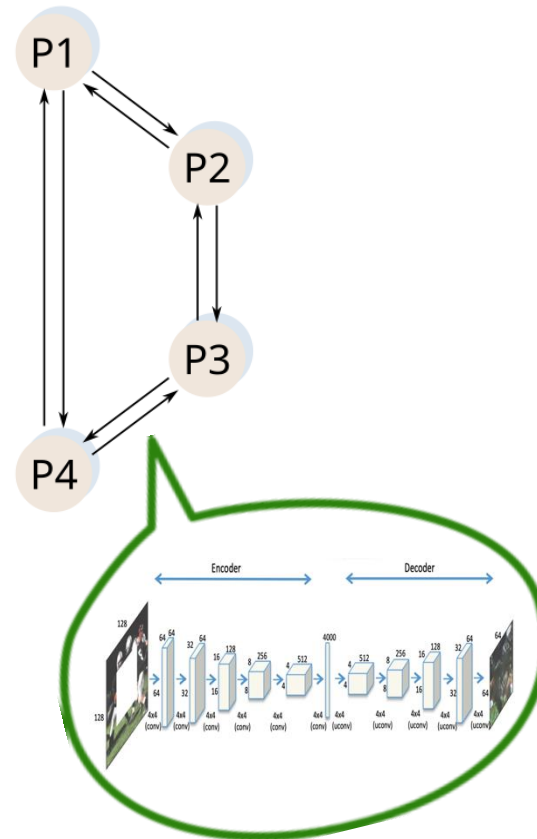 P1
P2
P3
P4
Encoder Decoder
128
128
64 64
64
4x4
(conv)
32 64
32
4x4
(conv)
16 128
16
4x4
(conv)
8 256
8
4x4
(conv)
4 512
4
4x4
(conv)
4000
4x4
(conv)
4x4
(uconv)
4 512
4
4x4
(uconv)
8 256
8
4x4
(uconv)
16 128
16
4x4
(uconv)
32 64
32
4x4
(uconv)
64
64